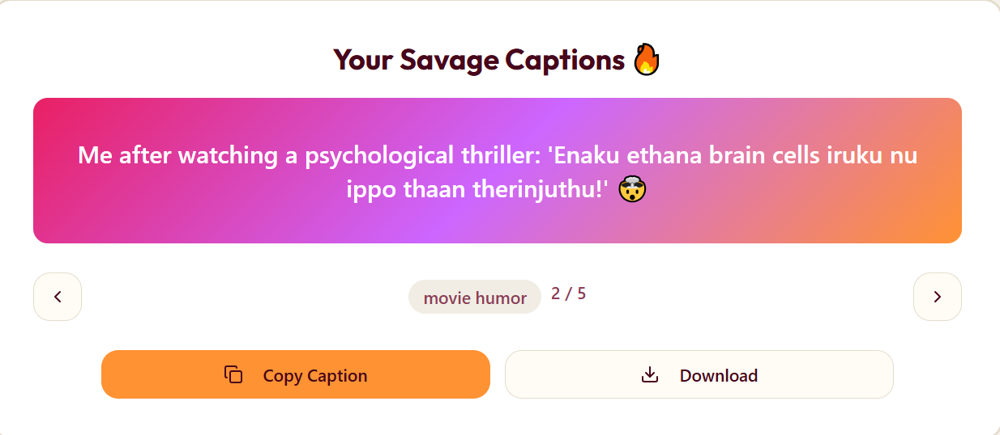 Your Savage Captions 🔥
Me after watching a psychological thriller: 'Enaku ethana brain cells iruku nu
ippo thaan therinjuthu!' 🤯
movie humor 2 / 5
Copy Caption
Download